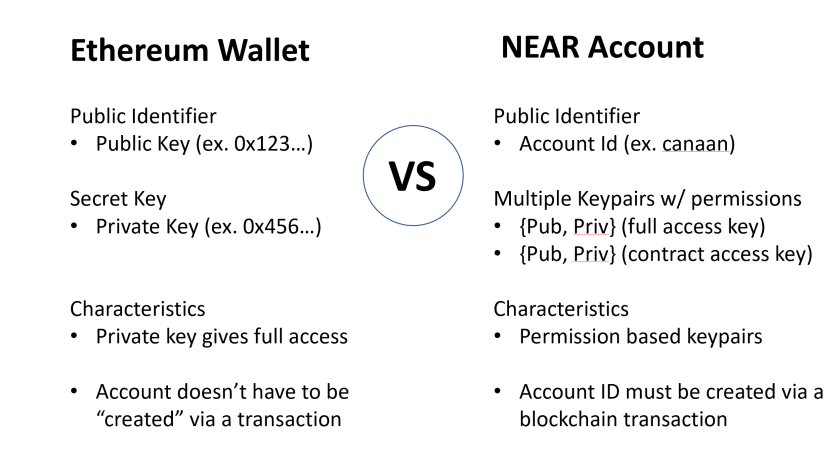 Ethereum Wallet
Public Identifier
• Public Key (ex. 0x123…)
Secret Key
• Private Key (ex. 0x456…)
Characteristics
• Private key gives full access
• Account doesn’t have to be
“created” via a transaction
VS
NEAR Account
Public Identifier
• Account Id (ex. canaan)
Multiple Keypairs w/ permissions
• {Pub, Priv} (full access key)
• {Pub, Priv} (contract access key)
Characteristics
• Permission based keypairs
• Account ID must be created via a
blockchain transaction